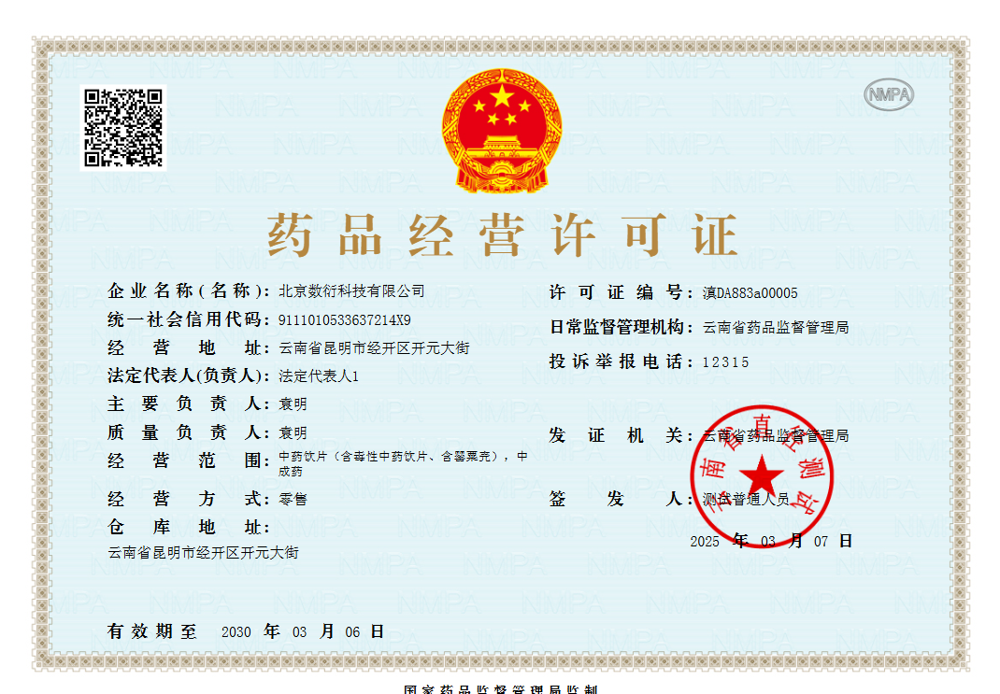 NMPA
药品经营许可证
企业名称(名称)：北京数衍科技有限公司
统一社会信用代码：9111010533637214X9
经营地址：云南省昆明市经开区开元大街
法定代表人(负责人)：法定代表人1
主要负责人：袁明
质量负责人：袁明
经营范围：中药饮片（含毒性中药饮片、含罂粟壳），中
成药
经营方式：零售
仓库地址：
云南省昆明市经开区开元大街
许可证编号：滇DA883a00005
日常监督管理机构：云南省药品监督管理局
投诉举报电话：12315
发证机关：云南省药品监督管理局
签发人：测试普通人员
云南省直管测试
2025 年 03 月 07 日
有效期至 2030 年 03 月 06 日
国家药品监督管理局监制